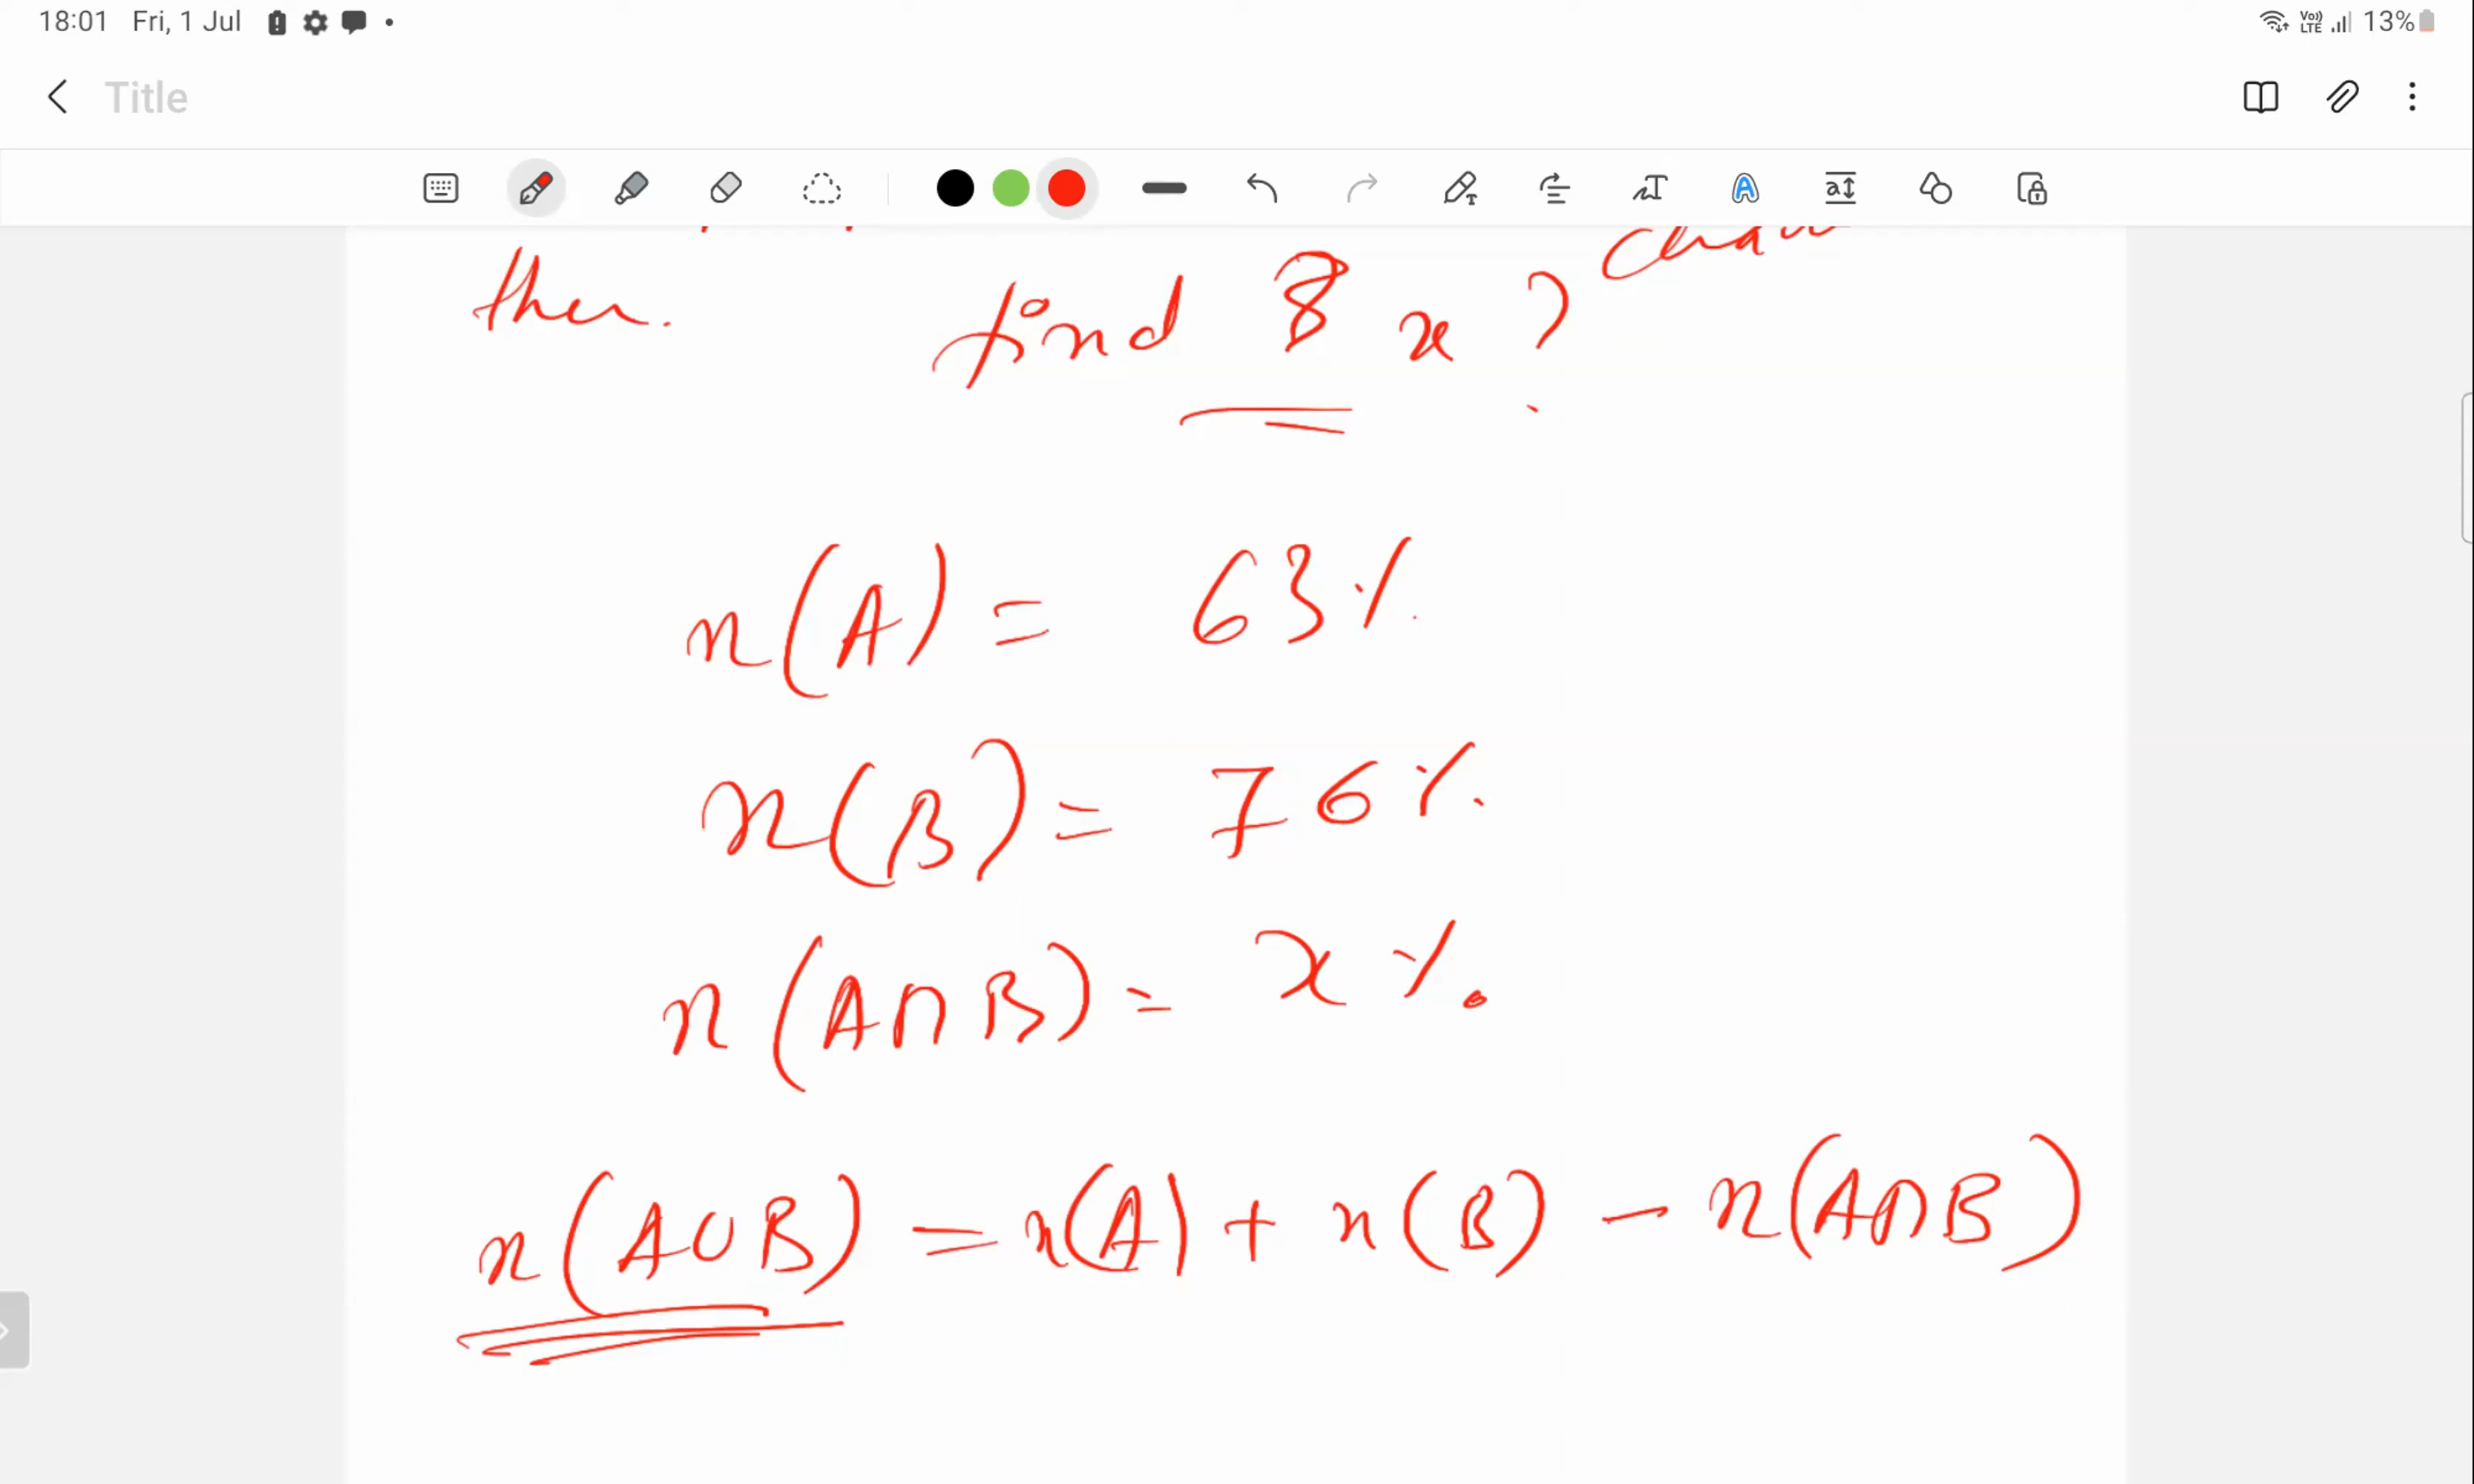 18:01 Fri, 1 Jul 13%
Title
then.
find 8 x ?
n(A) = 63%
n(B) = 76%.
n(A∩B) = x%.
n(A∪B) = n(A) + n(B) − n(A∩B)